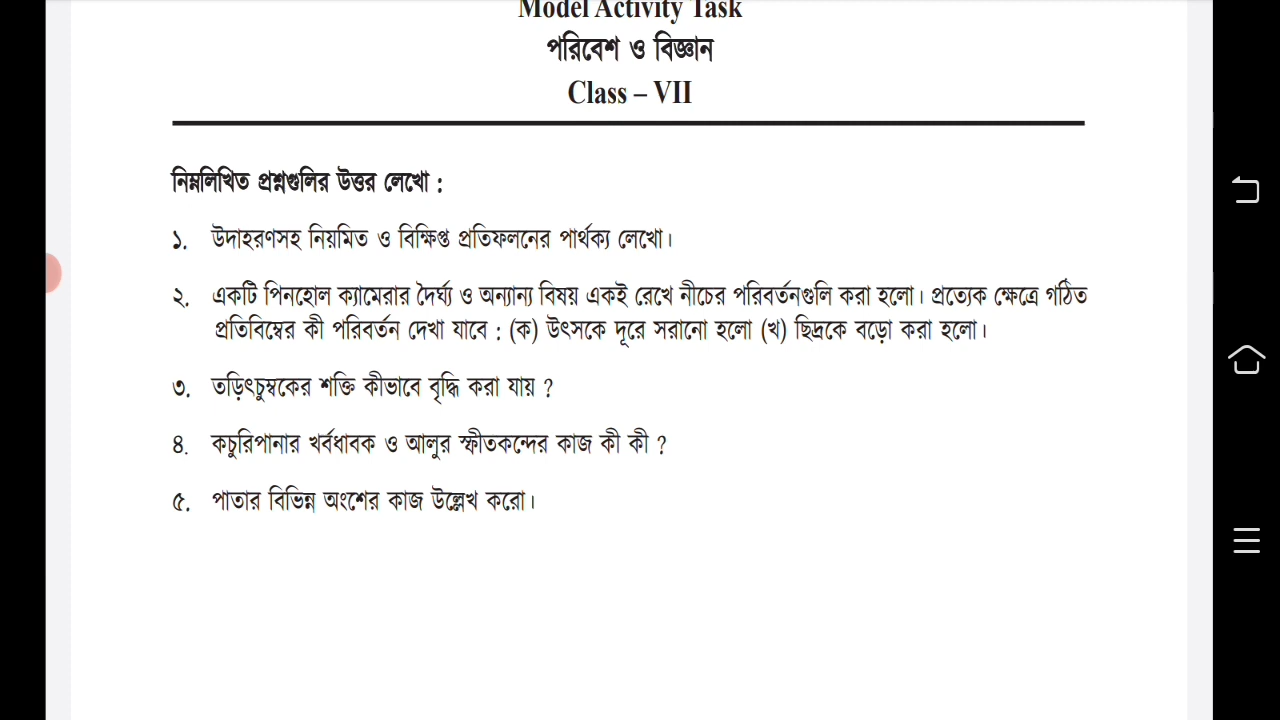 Model Activity Task
পরিবেশ ও বিজ্ঞান
Class – VII
নিম্নলিখিত প্রশ্নগুলির উত্তর লেখো :
১. উদাহরণসহ নিয়মিত ও বিক্ষিপ্ত প্রতিফলনের পার্থক্য লেখো।
২. একটি পিনহোল ক্যামেরার দৈর্ঘ্য ও অন্যান্য বিষয় একই রেখে নীচের পরিবর্তনগুলি করা হলো। প্রত্যেক ক্ষেত্রে গঠিত
প্রতিবিম্বের কী পরিবর্তন দেখা যাবে : (ক) উৎসকে দূরে সরানো হলো (খ) ছিদ্রকে বড়ো করা হলো।
৩. তড়িৎচুম্বকের শক্তি কীভাবে বৃদ্ধি করা যায় ?
৪. কচুরিপানার খর্বধাবক ও আলুর স্ফীতকন্দের কাজ কী কী ?
৫. পাতার বিভিন্ন অংশের কাজ উল্লেখ করো।